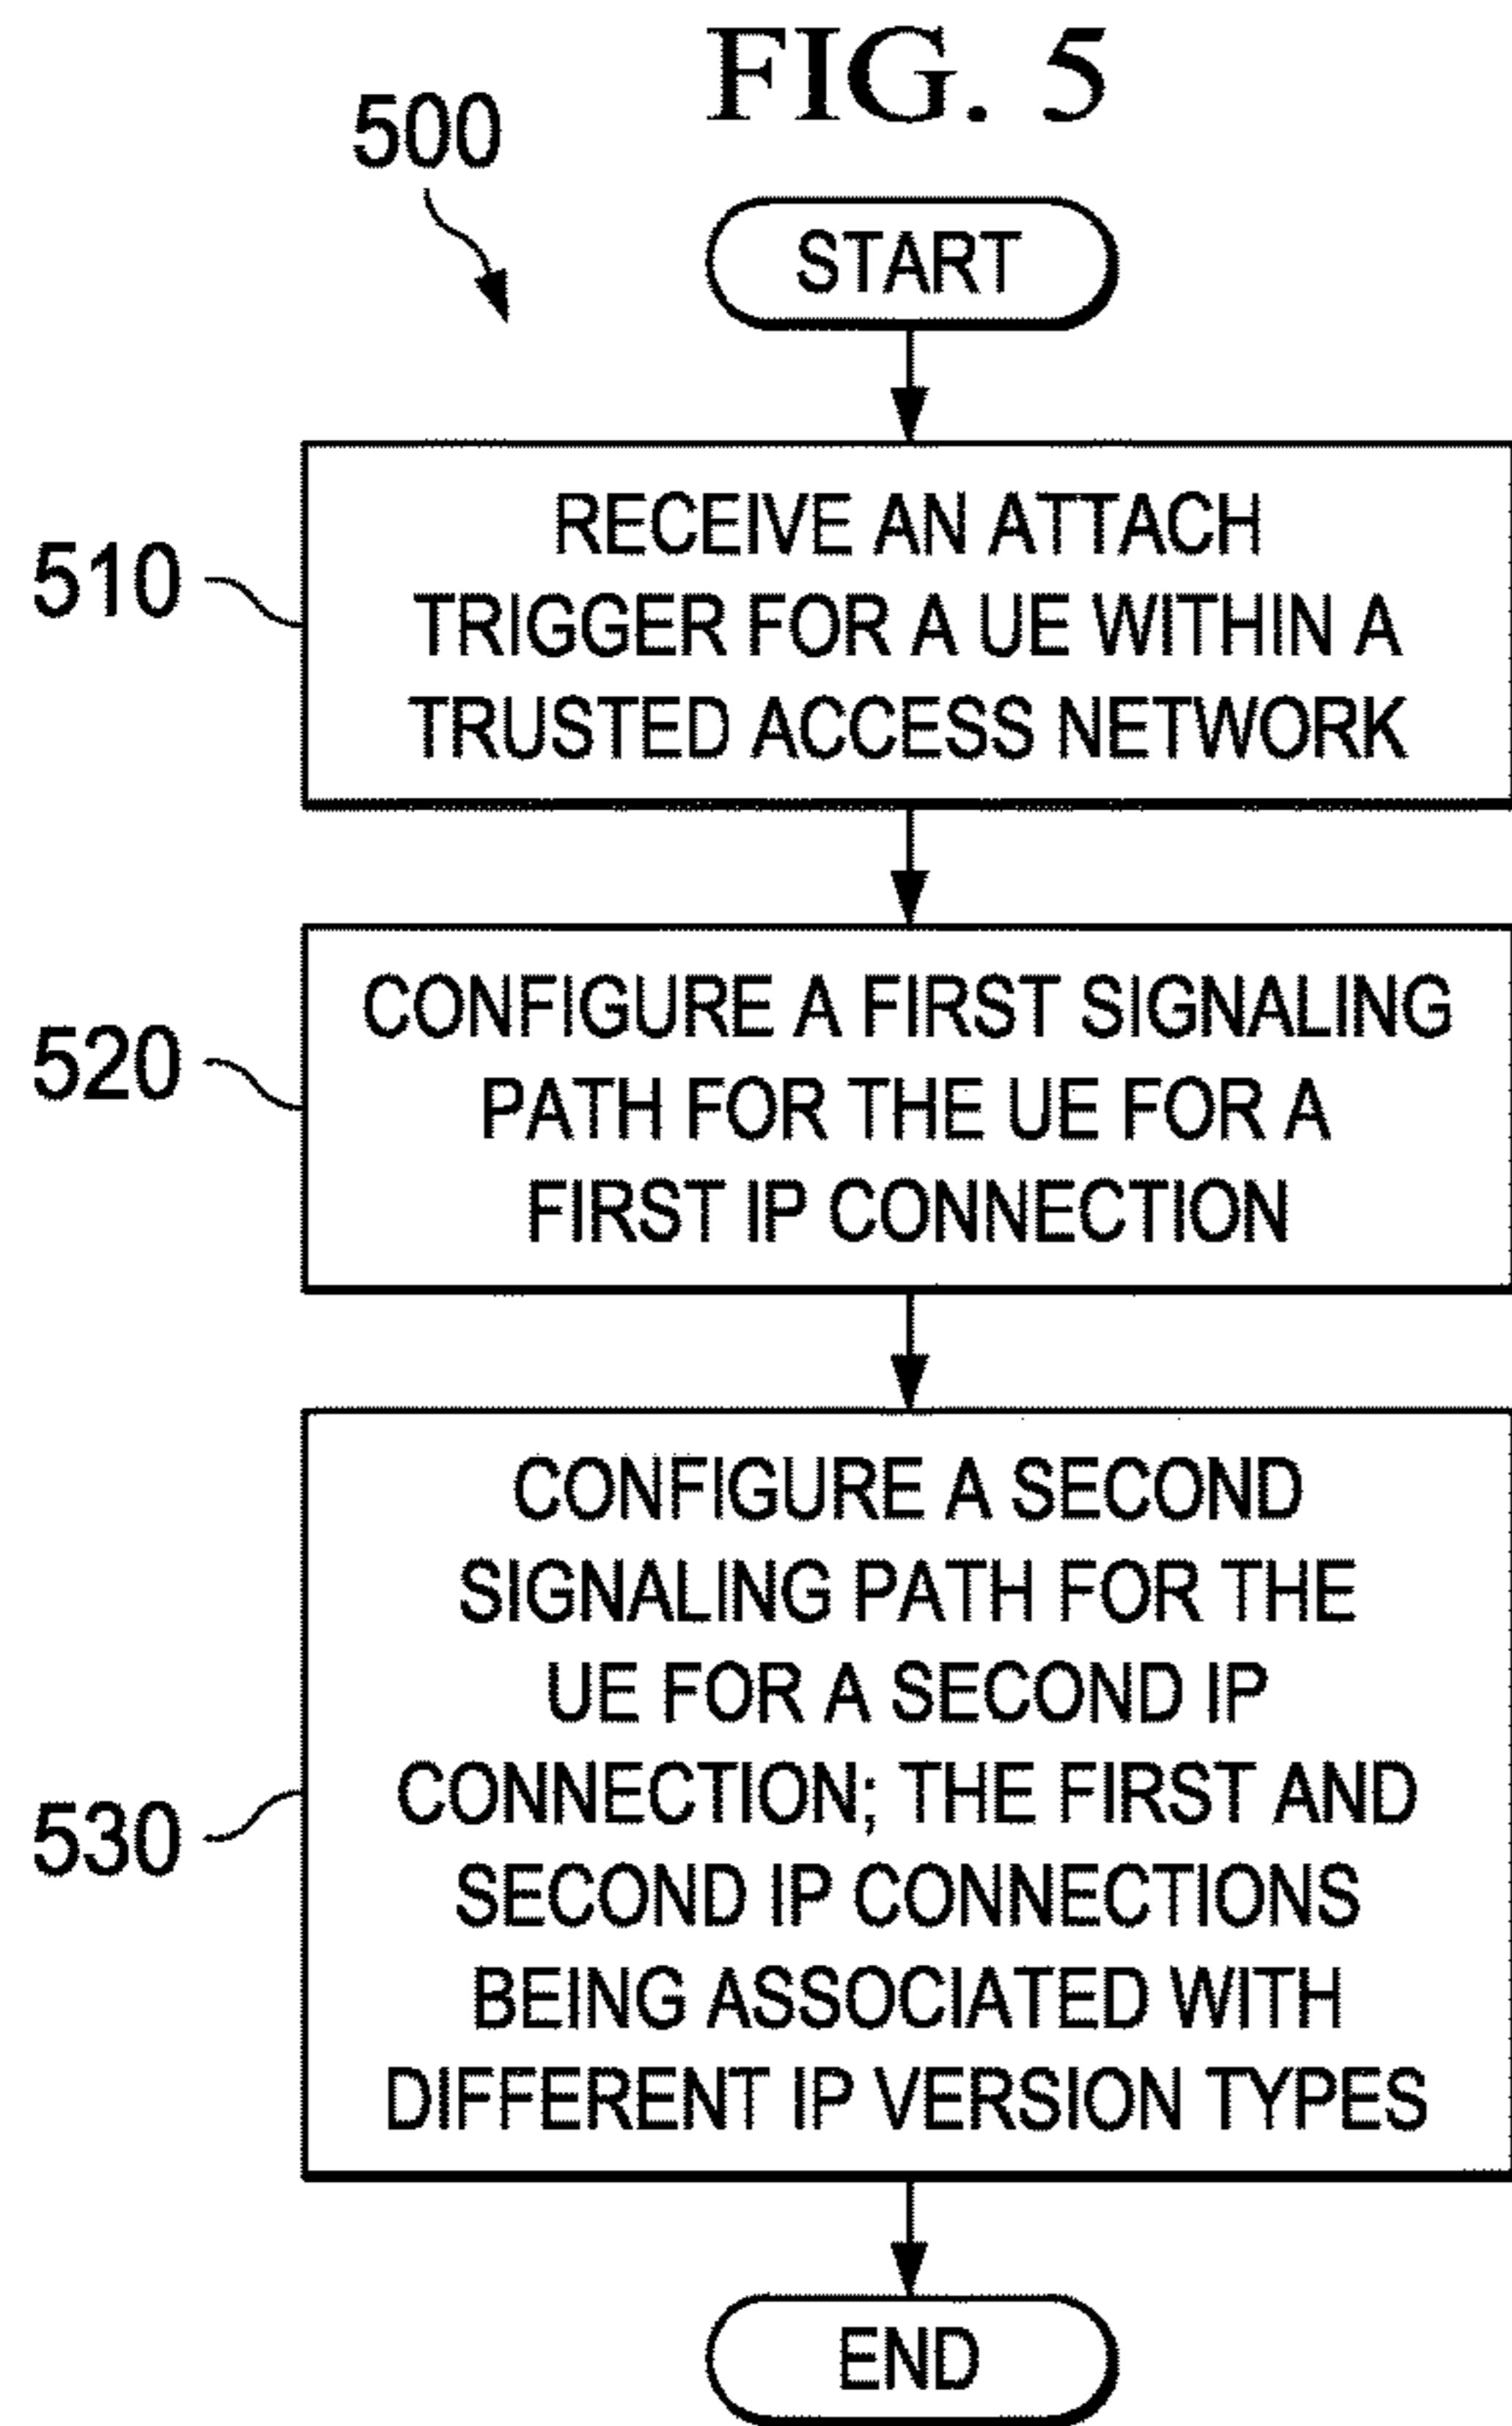 FIG. 5
500
START
510
RECEIVE AN ATTACH
TRIGGER FOR A UE WITHIN A
TRUSTED ACCESS NETWORK
520
CONFIGURE A FIRST SIGNALING
PATH FOR THE UE FOR A
FIRST IP CONNECTION
530
CONFIGURE A SECOND
SIGNALING PATH FOR THE
UE FOR A SECOND IP
CONNECTION; THE FIRST AND
SECOND IP CONNECTIONS
BEING ASSOCIATED WITH
DIFFERENT IP VERSION TYPES
END